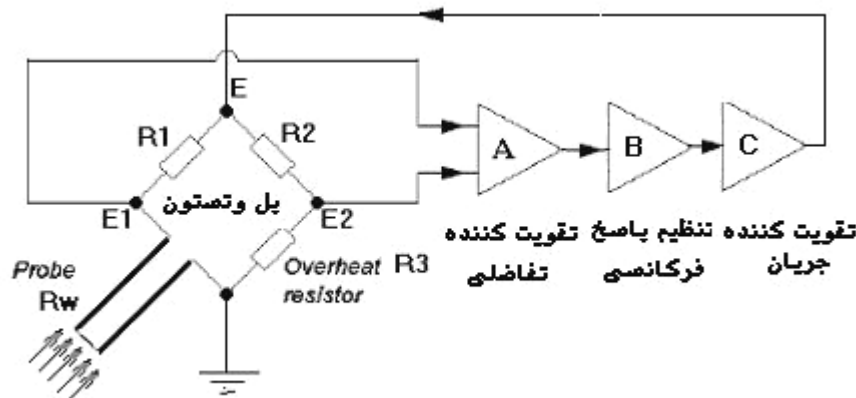 E
R1
R2
A
B
C
پل وتصتون
E1
E2
تقویت کننده تفاضلی
تنظیم پاسخ فرکانسی
تقویت کننده جریان
Probe
Rw
Overheat resistor
R3